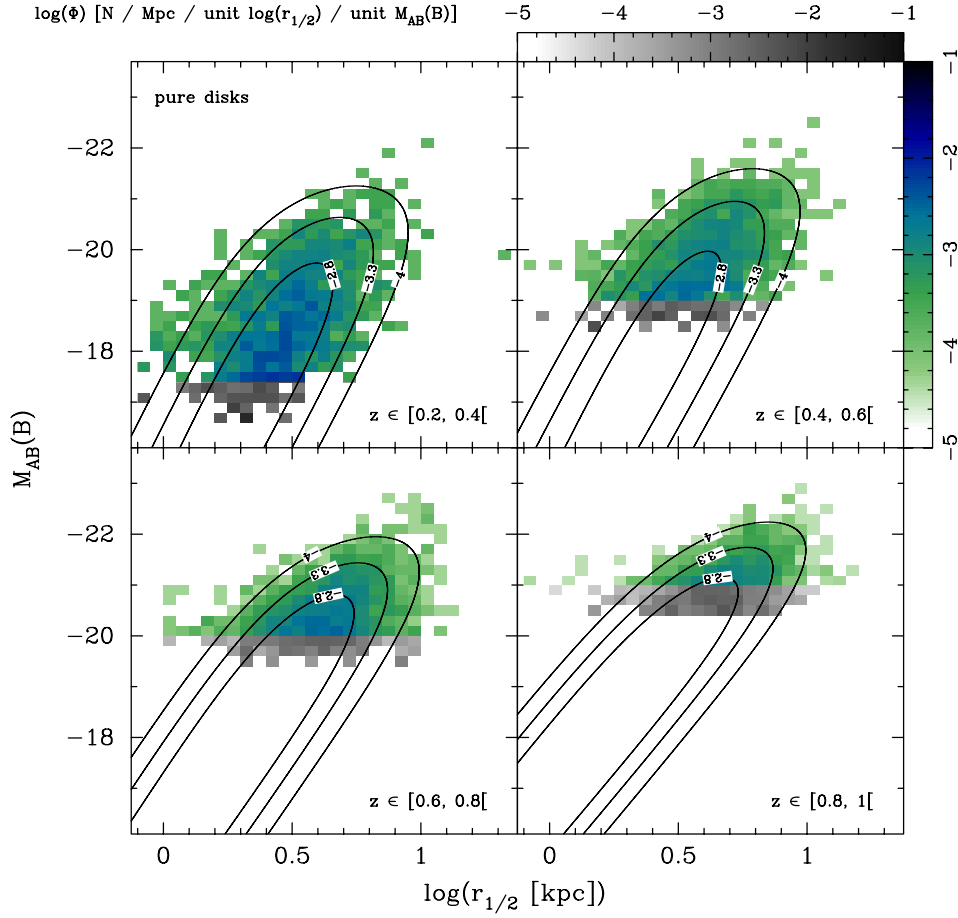 log(Φ) [N / Mpc / unit log(r1/2) / unit MAB(B)]
−5 −4 −3 −2 −1
pure disks
−22
−20
−18
−2.8 −3.3 −4
z ∈ [0.2, 0.4[
−2.8 −3.3 −4
z ∈ [0.4, 0.6[
−1
−2
−3
−4
−5
MAB(B)
−22
−20
−18
−4
−3.3
−2.8
z ∈ [0.6, 0.8[
−4
−3.3
−2.8
z ∈ [0.8, 1[
0 0.5 1 0 0.5 1
log(r1/2 [kpc])